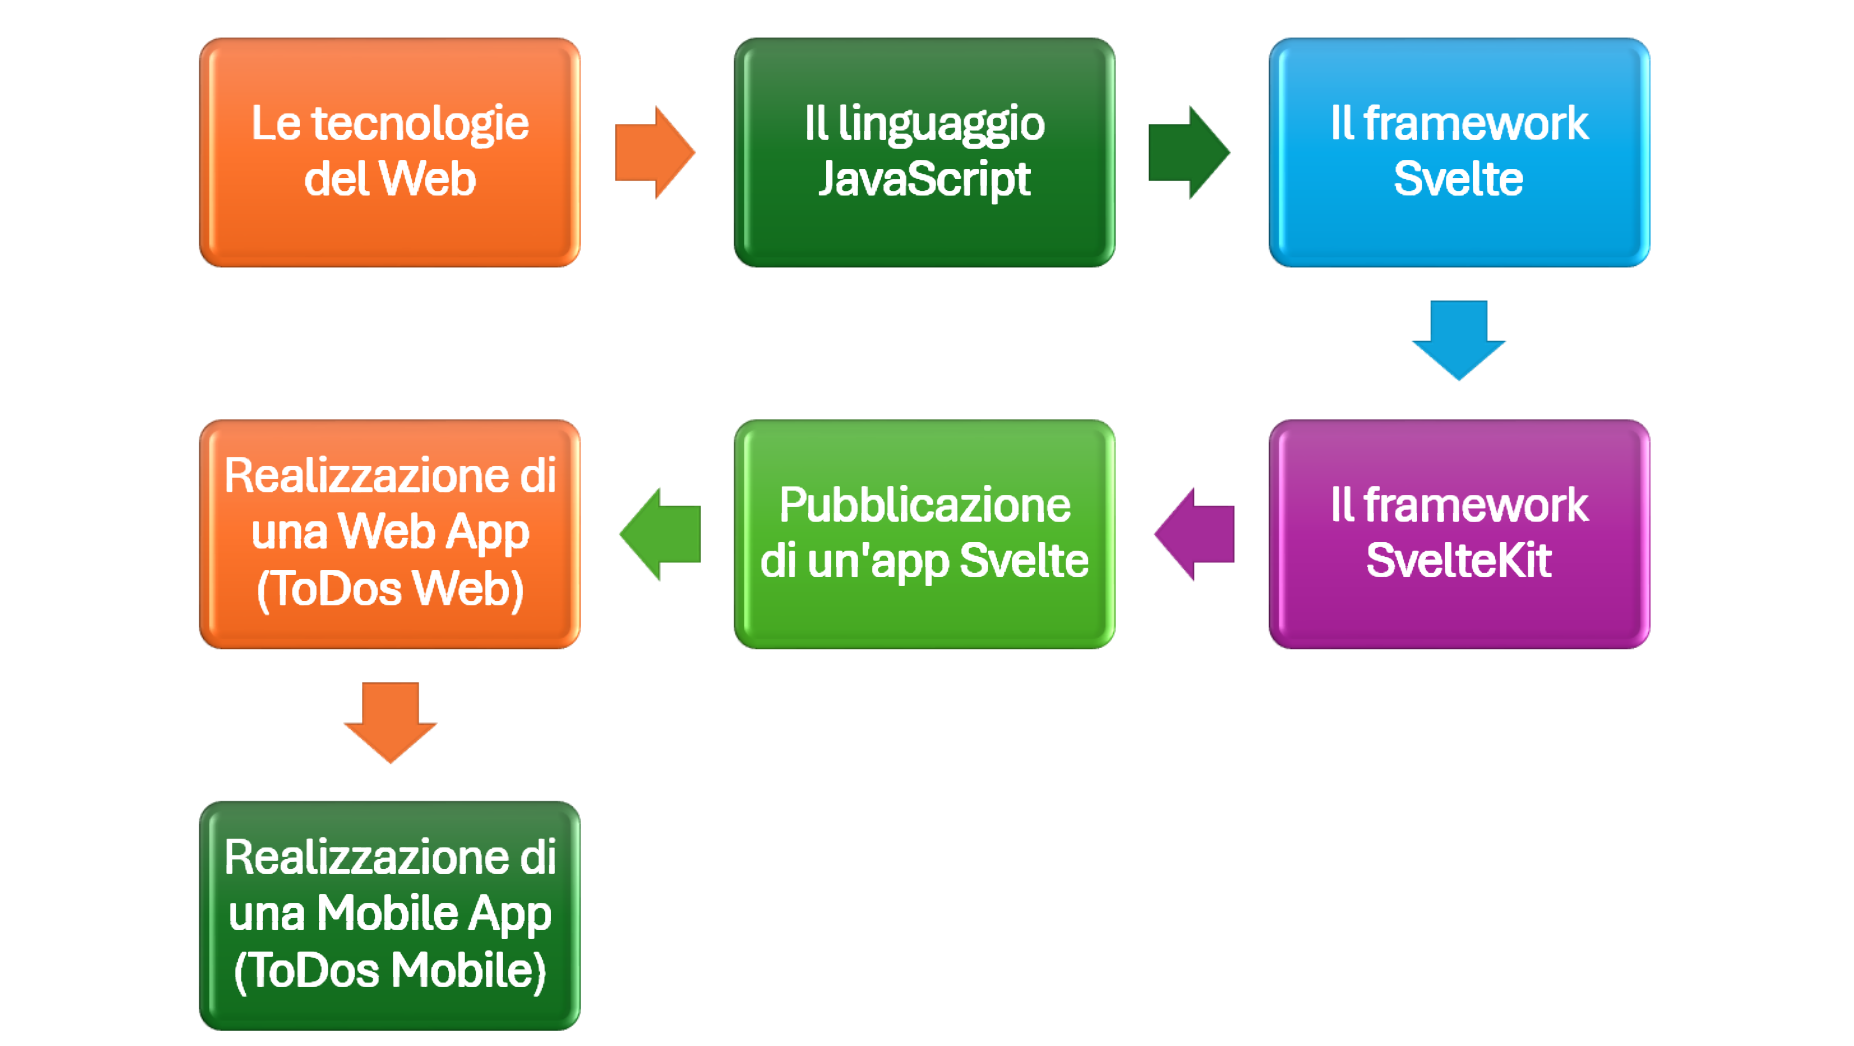 Le tecnologie
del Web
Il linguaggio
JavaScript
Il framework
Svelte
Il framework
SvelteKit
Pubblicazione
di un'app Svelte
Realizzazione di
una Web App
(ToDos Web)
Realizzazione di
una Mobile App
(ToDos Mobile)